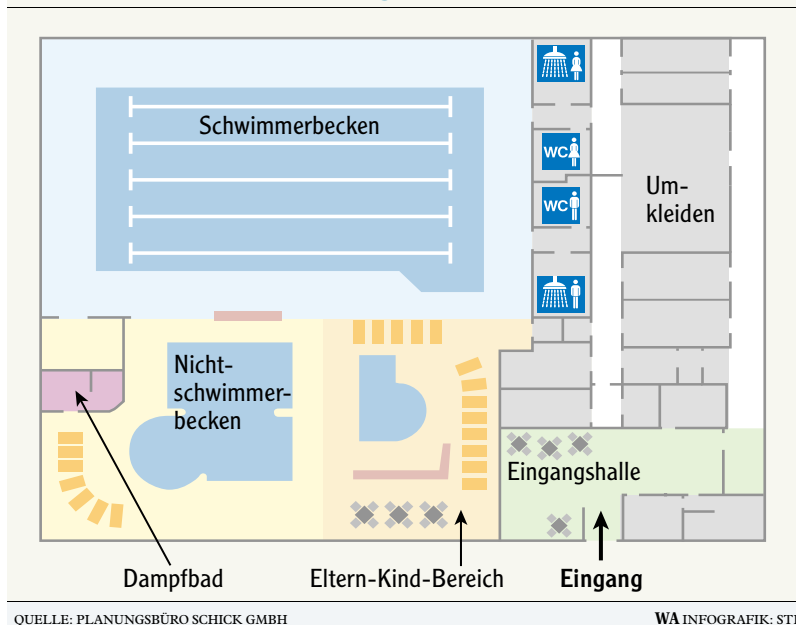 Schwimmerbecken
WC
WC
Um-
kleiden
Nicht-
schwimmer-
becken
Eingangshalle
Dampfbad
Eltern-Kind-Bereich
Eingang
QUELLE: PLANUNGSBÜRO SCHICK GMBH
WA INFOGRAFIK: